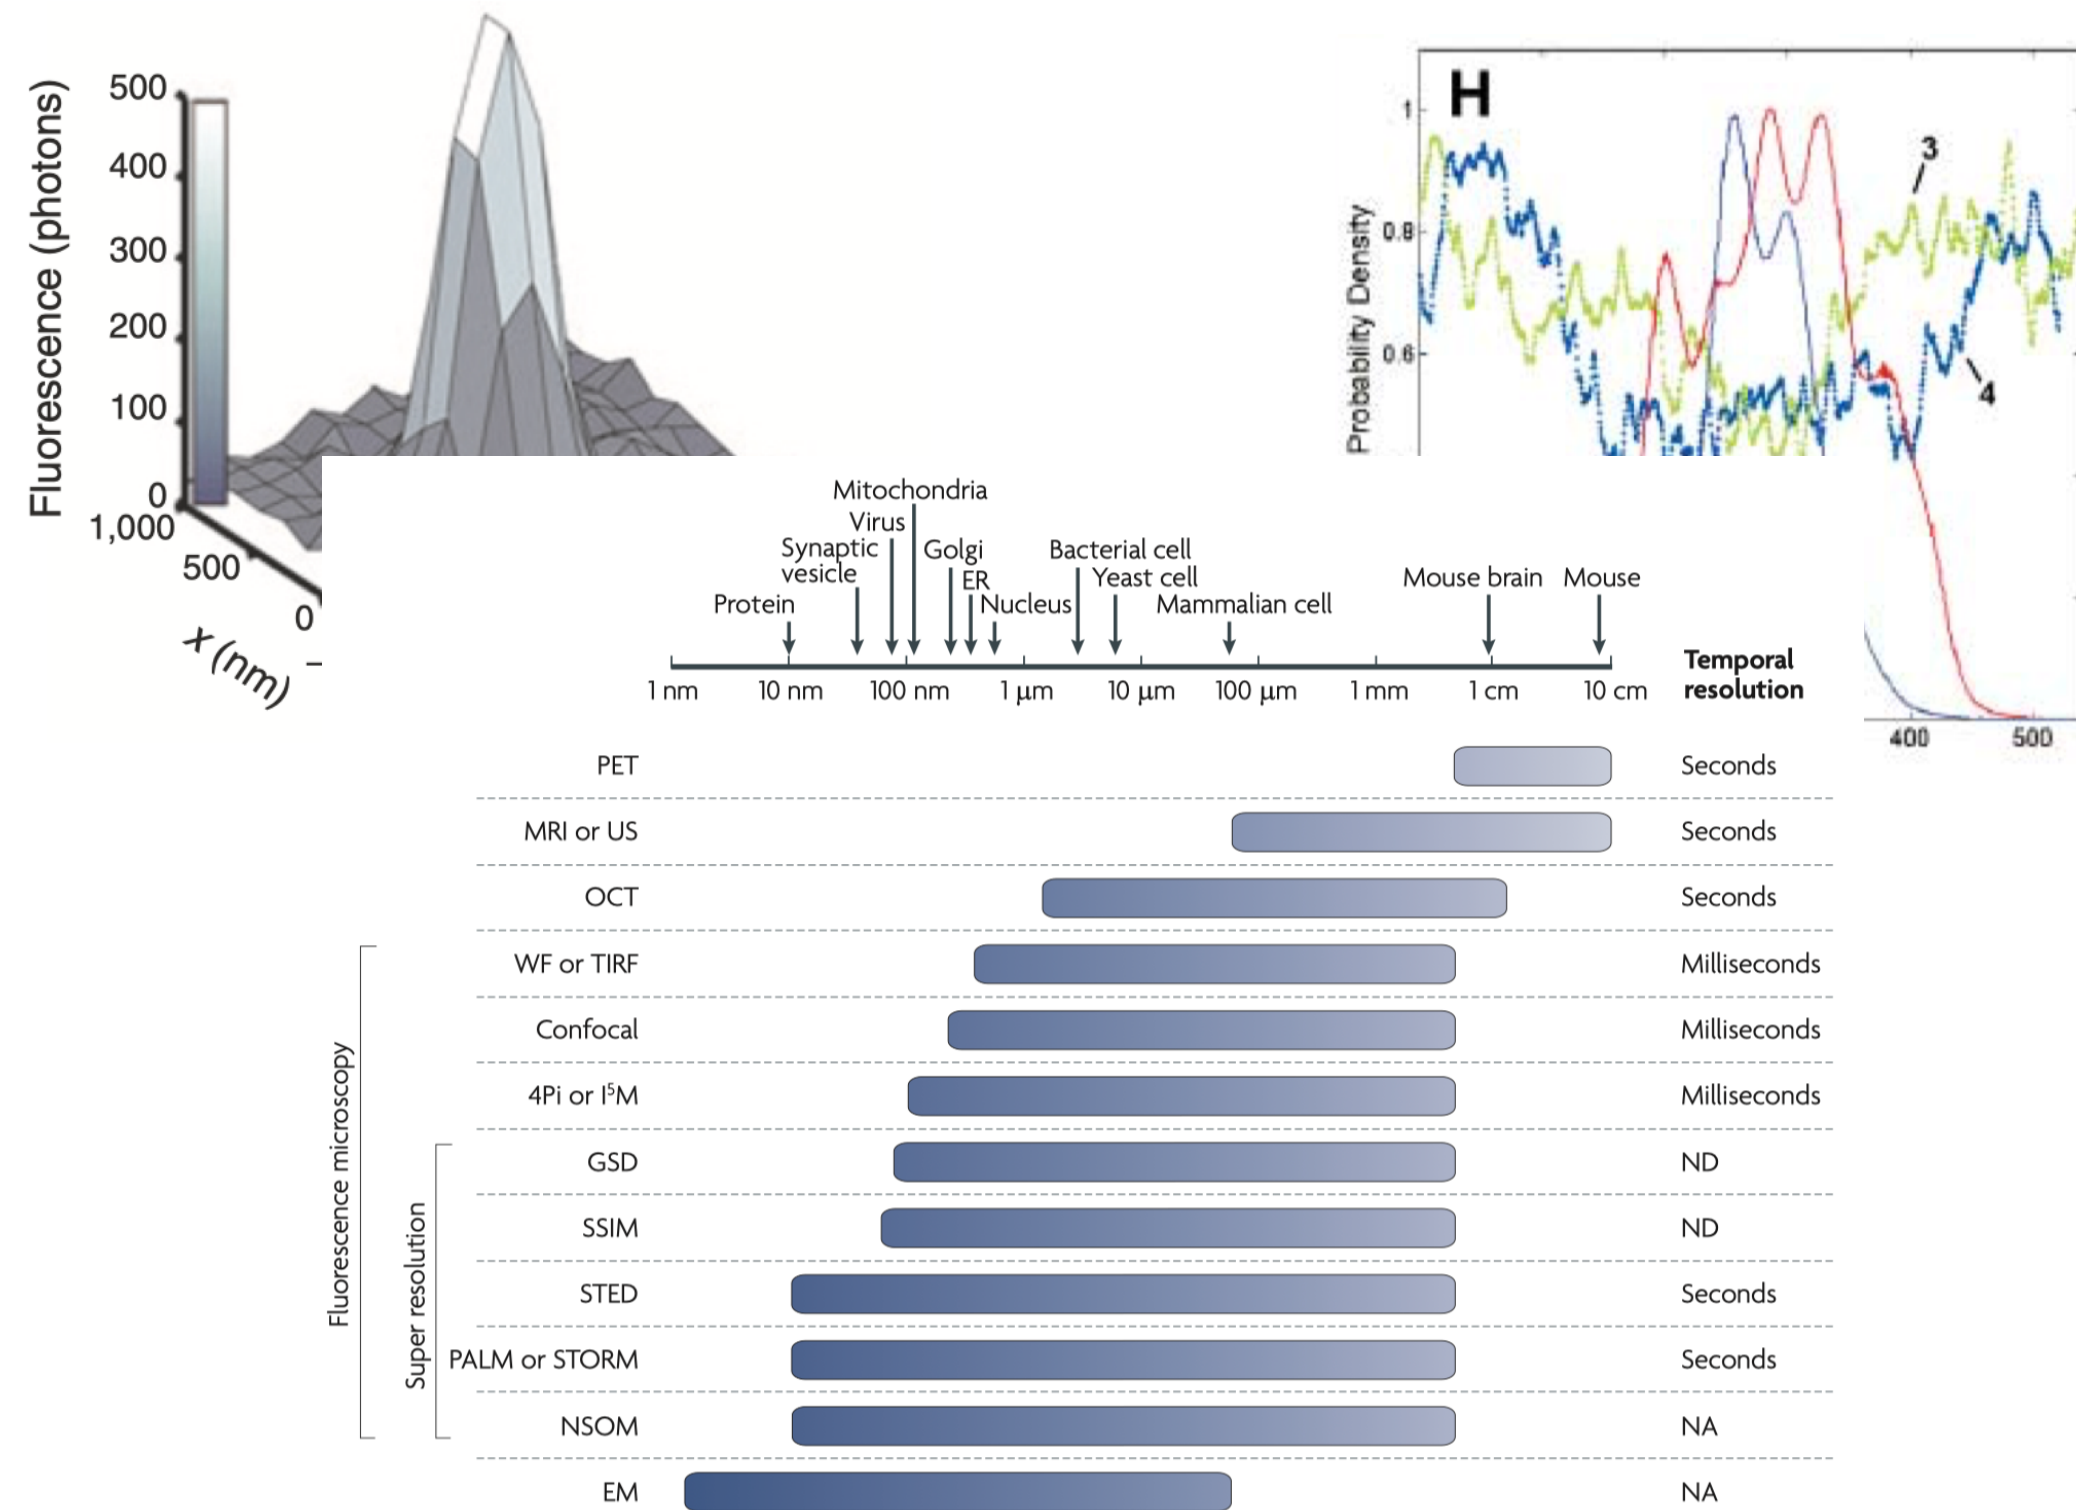 Fluorescence (photons)
500
400
300
200
100
0
1,000
500
0
x (nm)
H
Probability Density
1
0.8
0.6
3
4
400
500
Mitochondria
Virus
Synaptic
vesicle
Golgi
ER
Bacterial cell
Yeast cell
Mouse brain
Mouse
Protein
Nucleus
Mammalian cell
1 nm
10 nm
100 nm
1 μm
10 μm
100 μm
1 mm
1 cm
10 cm
Temporal
resolution
Fluorescence microscopy
Super resolution
PET Seconds
MRI or US Seconds
OCT Seconds
WF or TIRF Milliseconds
Confocal Milliseconds
4Pi or I⁵M Milliseconds
GSD ND
SSIM ND
STED Seconds
PALM or STORM Seconds
NSOM NA
EM NA